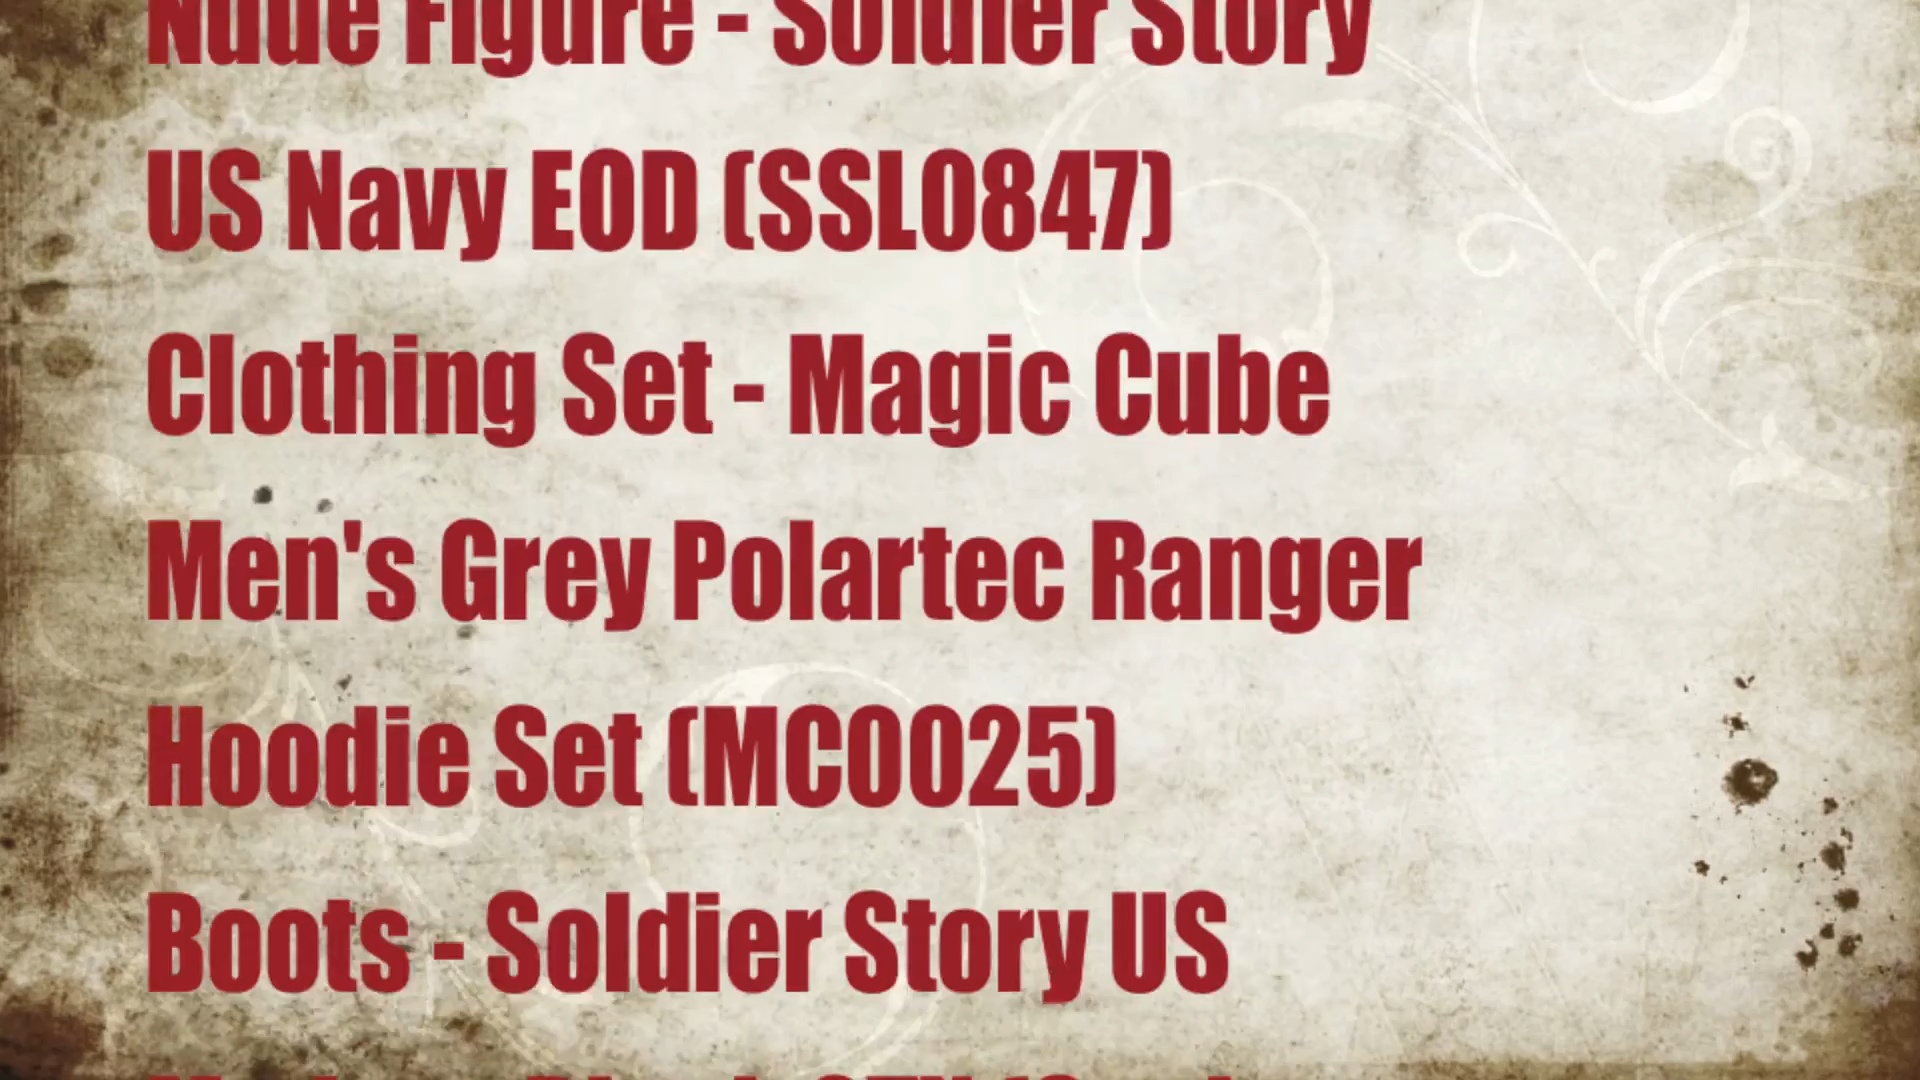 Nude Figure - Soldier Story
US Navy EOD (SSL0847)
Clothing Set - Magic Cube
Men's Grey Polartec Ranger
Hoodie Set (MC0025)
Boots - Soldier Story US